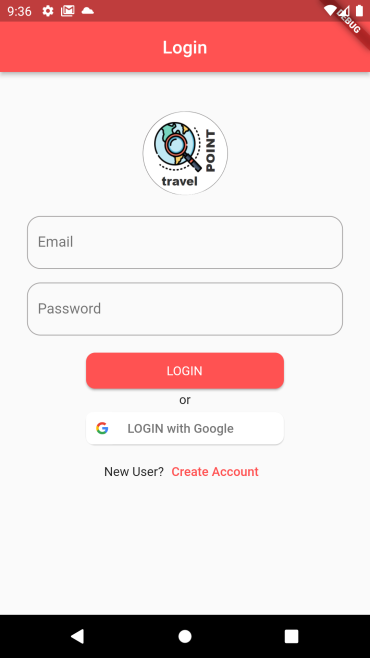 9:36
DEBUG
Login
travel
POINT
Email
Password
LOGIN
or
LOGIN with Google
New User? Create Account